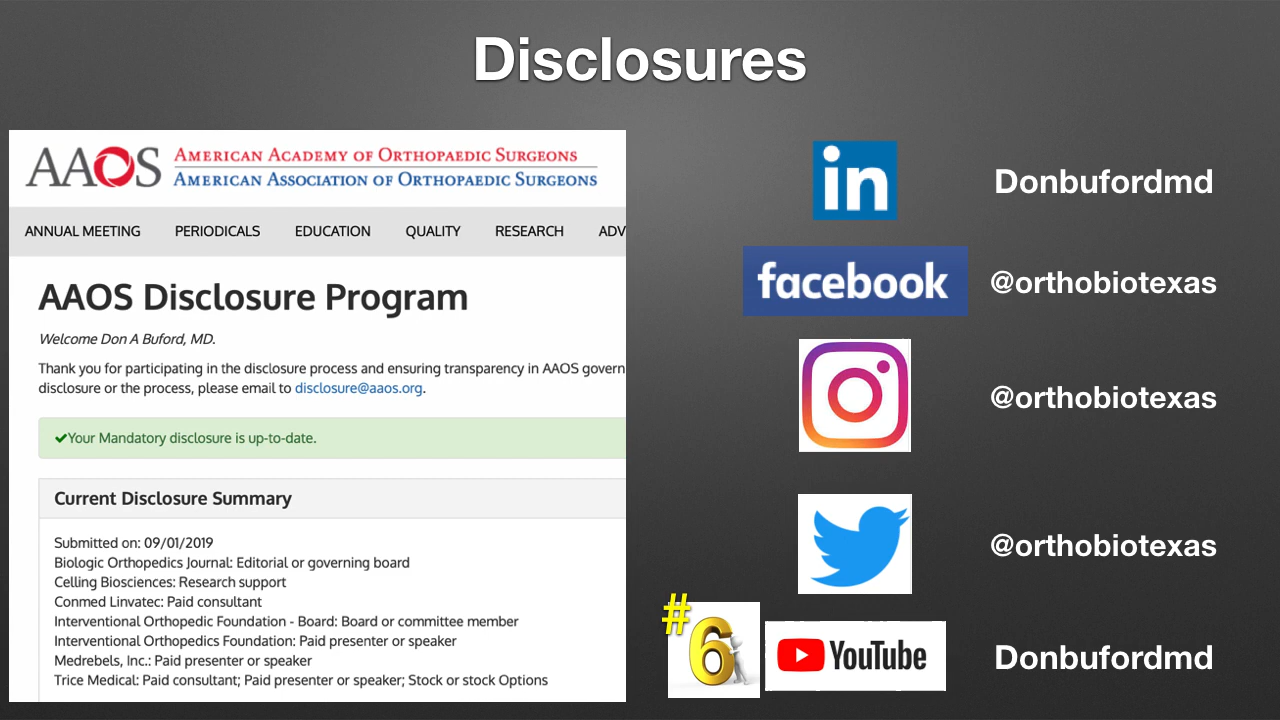 Disclosures
AAOS AMERICAN ACADEMY OF ORTHOPAEDIC SURGEONS
AMERICAN ASSOCIATION OF ORTHOPAEDIC SURGEONS
ANNUAL MEETING PERIODICALS EDUCATION QUALITY RESEARCH ADV
AAOS Disclosure Program
Welcome Don A Buford, MD.
Thank you for participating in the disclosure process and ensuring transparency in AAOS govern
disclosure or the process, please email to disclosure@aaos.org.
Your Mandatory disclosure is up-to-date.
Current Disclosure Summary
Submitted on: 09/01/2019
Biologic Orthopedics Journal: Editorial or governing board
Celling Biosciences: Research support
Conmed Linvatec: Paid consultant
Interventional Orthopedic Foundation - Board: Board or committee member
Interventional Orthopedics Foundation: Paid presenter or speaker
Medrebels, Inc.: Paid presenter or speaker
Trice Medical: Paid consultant; Paid presenter or speaker; Stock or stock Options
in Donbufordmd
facebook @orthobiotexas
@orthobiotexas
@orthobiotexas
#6 YouTube Donbufordmd